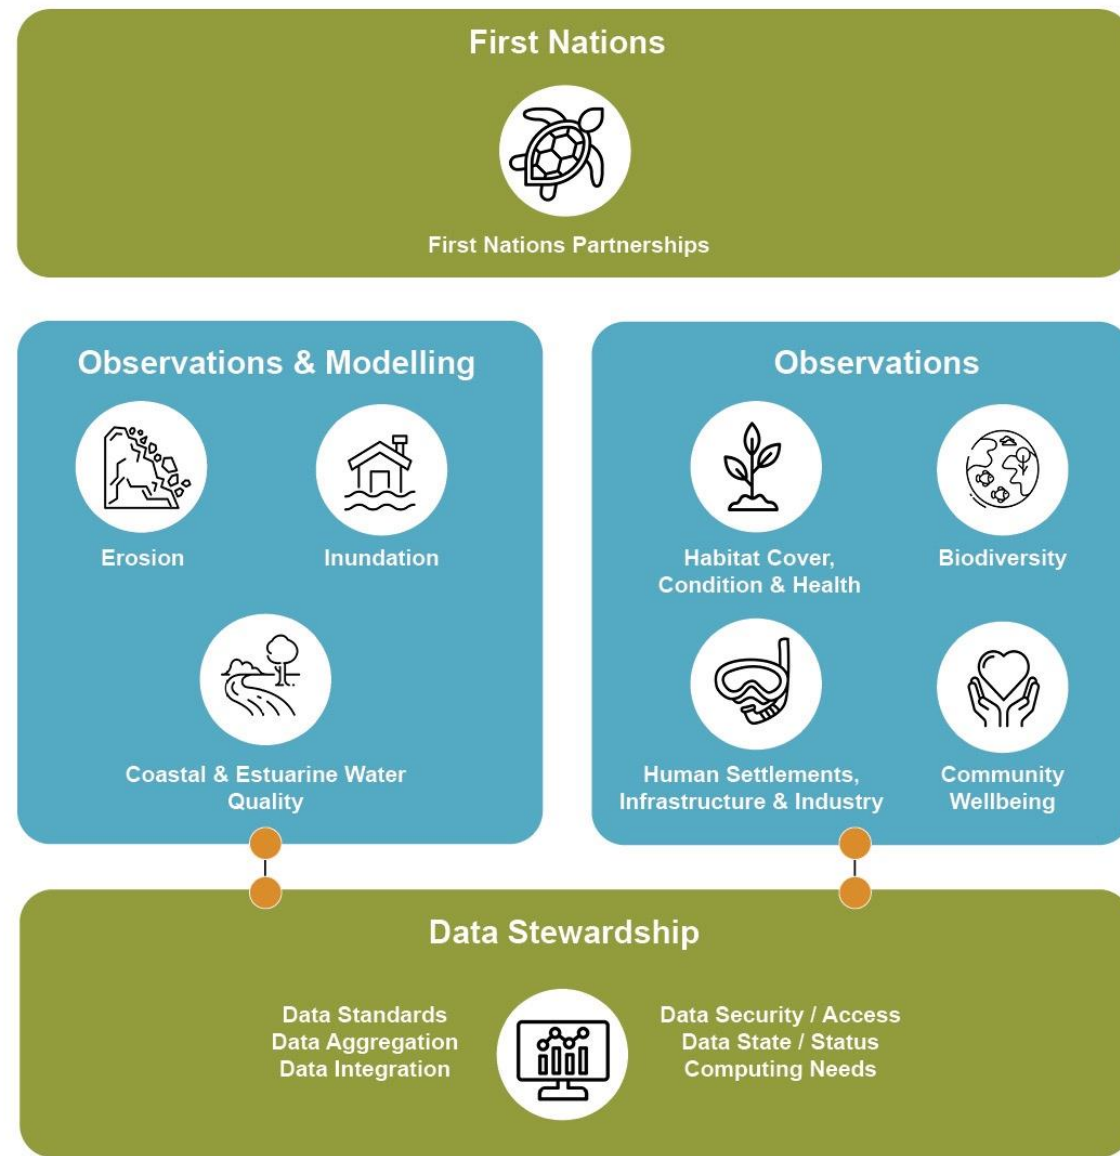 First Nations
First Nations Partnerships
Observations & Modelling
Erosion
Inundation
Coastal & Estuarine Water
Quality
Observations
Habitat Cover,
Condition & Health
Biodiversity
Human Settlements,
Infrastructure & Industry
Community
Wellbeing
Data Stewardship
Data Standards
Data Aggregation
Data Integration
Data Security / Access
Data State / Status
Computing Needs